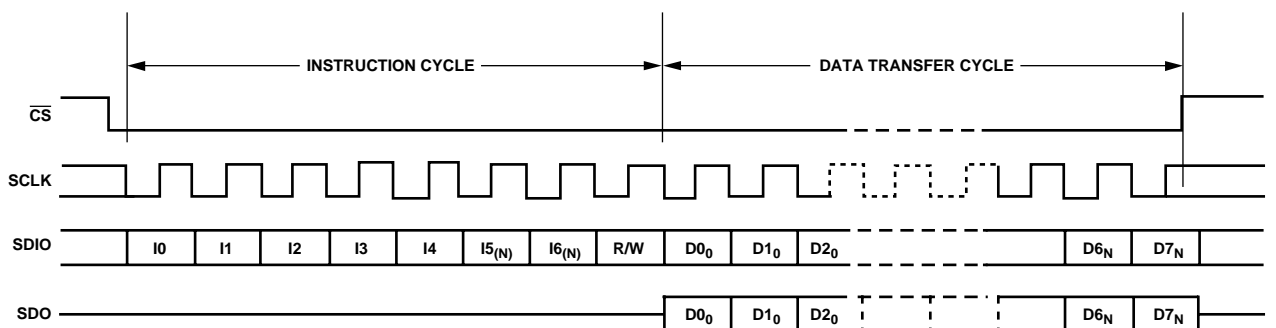 INSTRUCTION CYCLE DATA TRANSFER CYCLE
CS
SCLK
SDIO I0 I1 I2 I3 I4 I5(N) I6(N) R/W D00 D10 D20 D6N D7N
SDO D00 D10 D20 D6N D7N